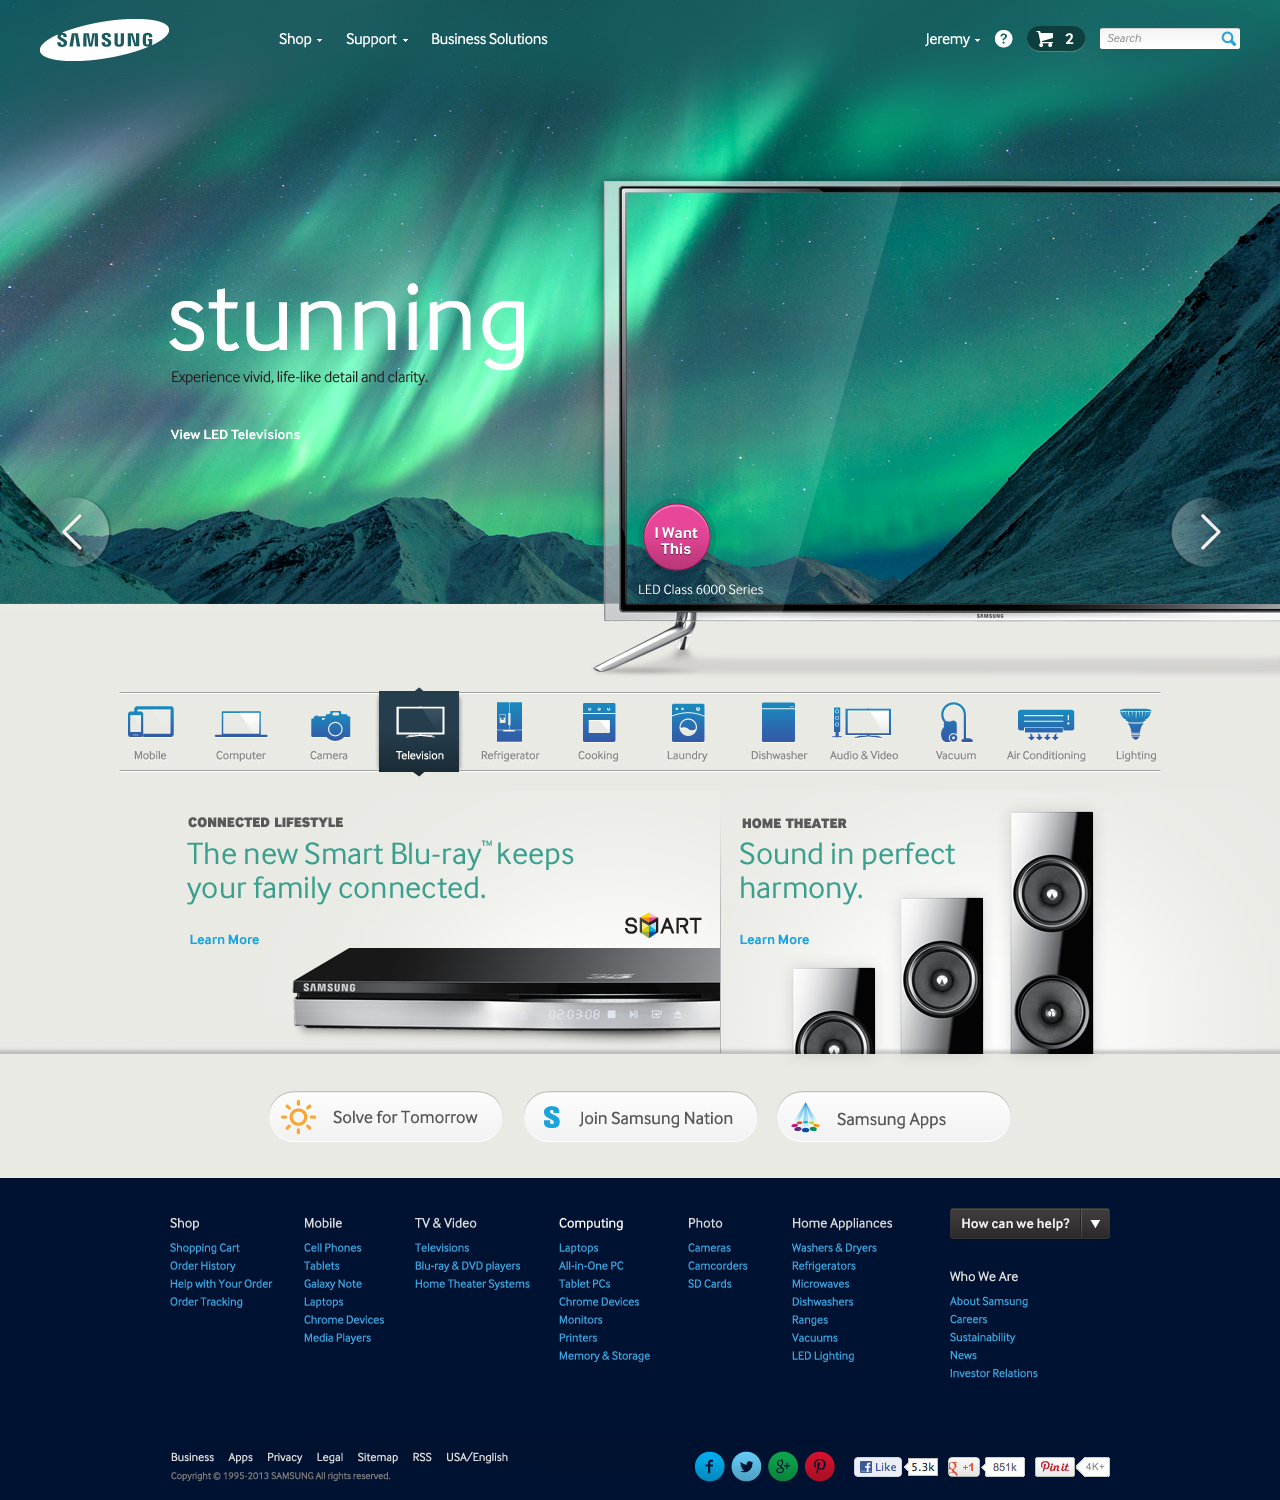 SAMSUNG
Shop
Support
Business Solutions
Jeremy
?
2
Search
stunning
Experience vivid, life-like detail and clarity.
View LED Televisions
I Want
This
LED Class 6000 Series
SAMSUNG
Mobile
Computer
Camera
Television
Refrigerator
Cooking
Laundry
Dishwasher
Audio & Video
Vacuum
Air Conditioning
Lighting
CONNECTED LIFESTYLE
The new Smart Blu-ray™ keeps
your family connected.
SMART
Learn More
3D
SAMSUNG
02:03:08
HOME THEATER
Sound in perfect
harmony.
Learn More
Solve for Tomorrow
S
Join Samsung Nation
Samsung Apps
Shop
Shopping Cart
Order History
Help with Your Order
Order Tracking
Mobile
Cell Phones
Tablets
Galaxy Note
Laptops
Chrome Devices
Media Players
TV & Video
Televisions
Blu-ray & DVD players
Home Theater Systems
Computing
Laptops
All-in-One PC
Tablet PCs
Chrome Devices
Monitors
Printers
Memory & Storage
Photo
Cameras
Camcorders
SD Cards
Home Appliances
Washers & Dryers
Refrigerators
Microwaves
Dishwashers
Ranges
Vacuums
LED Lighting
How can we help?
Who We Are
About Samsung
Careers
Sustainability
News
Investor Relations
Business
Apps
Privacy
Legal
Sitemap
RSS
USA/English
Copyright © 1995-2013 SAMSUNG All rights reserved.
f
g+
f Like
5.3k
g +1
851k
Pin it
4K+